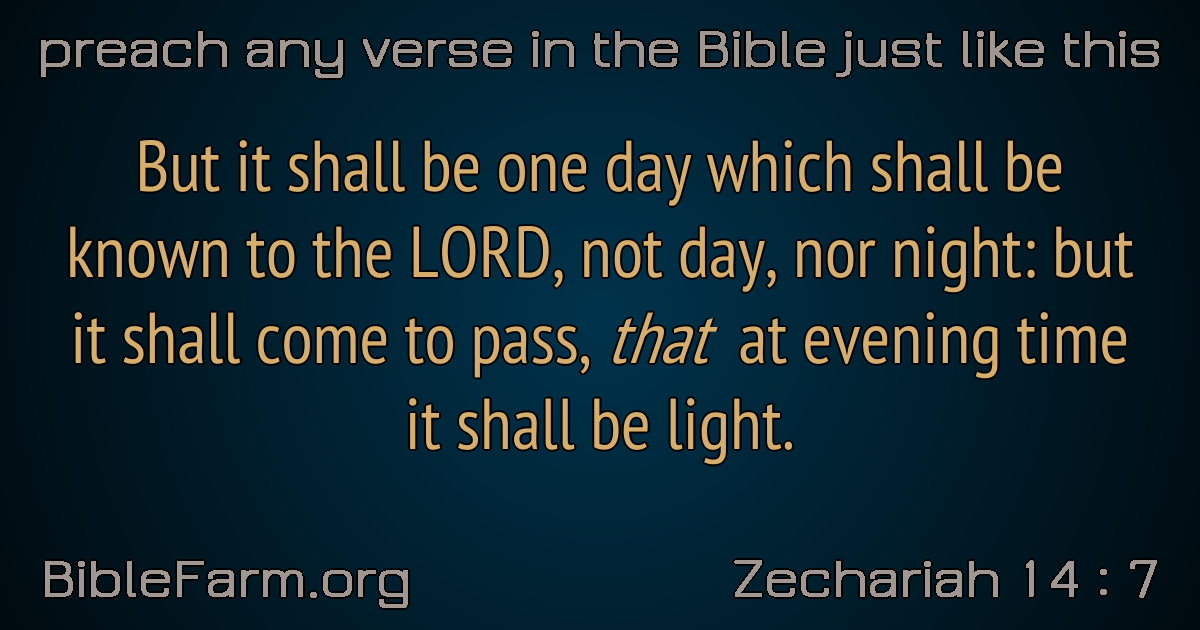 preach any verse in the Bible just like this
But it shall be one day which shall be
known to the LORD, not day, nor night: but
it shall come to pass, that at evening time
it shall be light.
BibleFarm.org
Zechariah 14 : 7